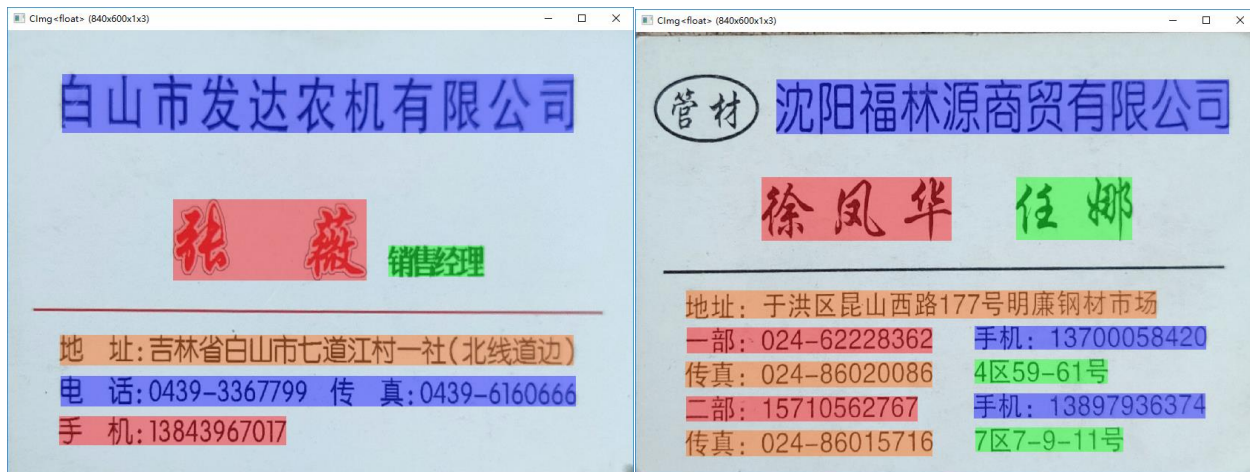 CImg<float> (840x600x1x3)
白山市发达农机有限公司
张 薇 销售经理
地 址:吉林省白山市七道江村一社(北线道边)
电 话:0439-3367799 传 真:0439-6160666
手 机:13843967017
CImg<float> (840x600x1x3)
管材 沈阳福林源商贸有限公司
徐凤华 任娜
地址: 于洪区昆山西路177号明廉钢材市场
一部: 024-62228362 手机: 13700058420
传真: 024-86020086 4区59-61号
二部: 15710562767 手机: 13897936374
传真: 024-86015716 7区7-9-11号